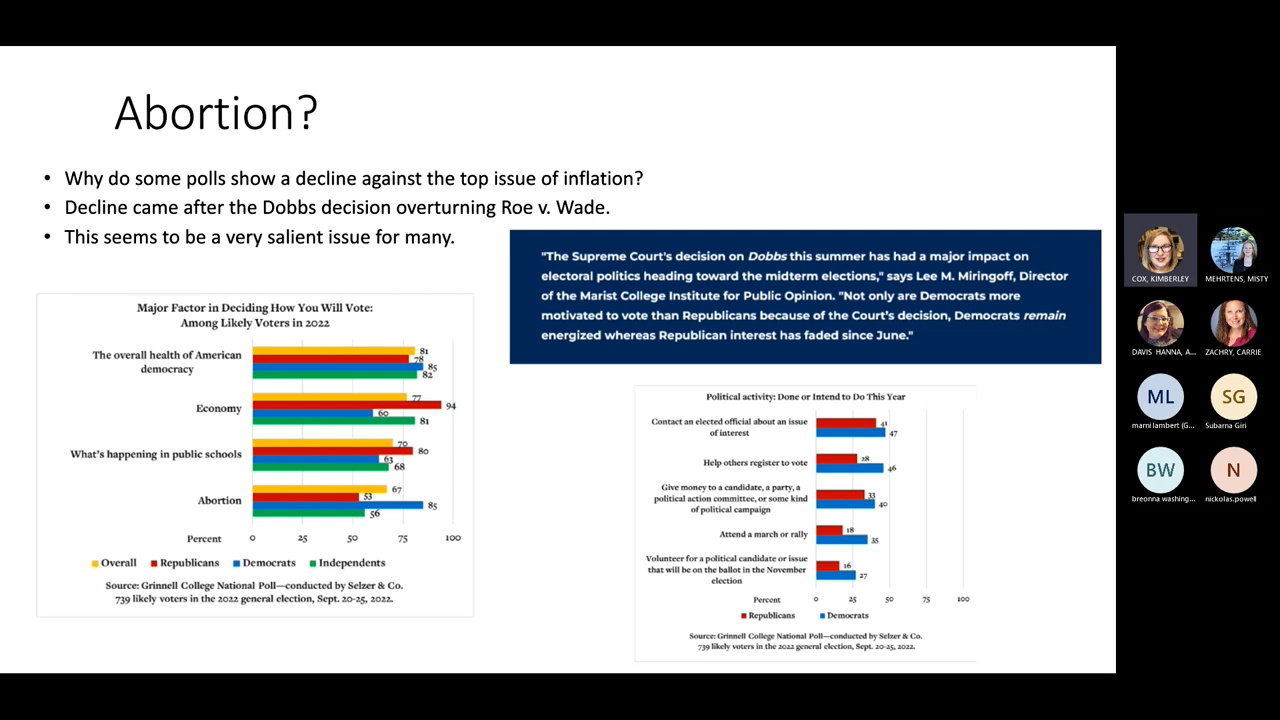 Abortion?
• Why do some polls show a decline against the top issue of inflation?
• Decline came after the Dobbs decision overturning Roe v. Wade.
• This seems to be a very salient issue for many.
"The Supreme Court's decision on Dobbs this summer has had a major impact on
electoral politics heading toward the midterm elections," says Lee M. Miringoff, Director
of the Marist College Institute for Public Opinion. "Not only are Democrats more
motivated to vote than Republicans because of the Court's decision, Democrats remain
energized whereas Republican interest has faded since June."
Major Factor in Deciding How You Will Vote:
Among Likely Voters in 2022
The overall health of American
democracy
81
78
85
82
Economy
77
94
60
81
What's happening in public schools
70
80
63
68
Abortion
67
53
85
56
Percent 0 25 50 75 100
Overall Republicans Democrats Independents
Source: Grinnell College National Poll—conducted by Selzer & Co.
739 likely voters in the 2022 general election, Sept. 20-25, 2022.
Political activity: Done or Intend to Do This Year
Contact an elected official about an issue
of interest
41
47
Help others register to vote
28
46
Give money to a candidate, a party, a
political action committee, or some kind
of political campaign
33
40
Attend a march or rally
18
35
Volunteer for a political candidate or issue
that will be on the ballot in the November
election
16
27
Percent 0 25 50 75 100
Republicans Democrats
Source: Grinnell College National Poll—conducted by Selzer & Co.
739 likely voters in the 2022 general election, Sept. 20-25, 2022.
COX, KIMBERLEY
MEHRTENS, MISTY
DAVIS HANNA, A...
ZACHRY, CARRIE
ML
marni lambert (G...
SG
Subarna Giri
BW
breonna washing...
N
nickolas.powell